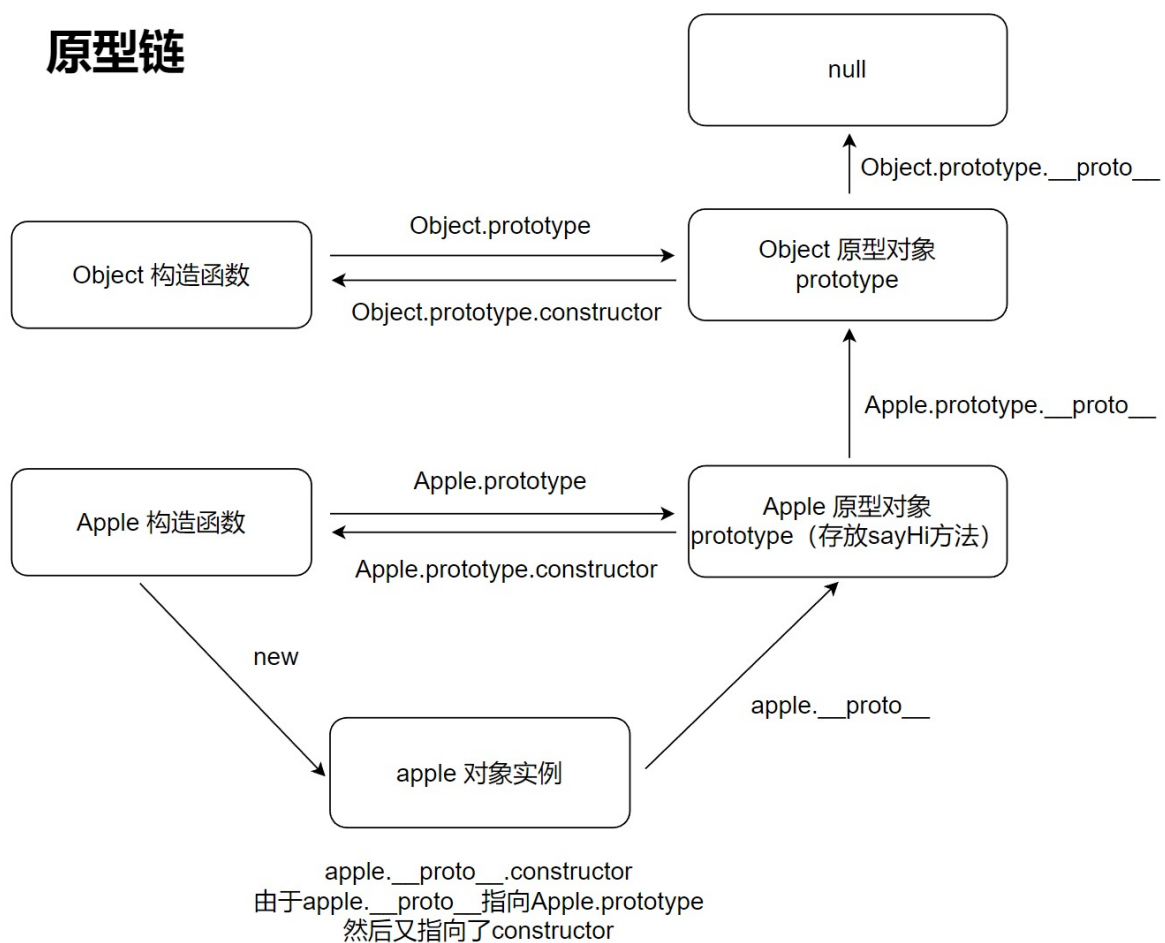 原型链
null
Object.prototype.__proto__
Object.prototype
Object 构造函数
Object 原型对象
prototype
Object.prototype.constructor
Apple.prototype.__proto__
Apple.prototype
Apple 构造函数
Apple 原型对象
prototype（存放sayHi方法）
Apple.prototype.constructor
new
apple.__proto__
apple 对象实例
apple.__proto__.constructor
由于apple.__proto__指向Apple.prototype
然后又指向了constructor